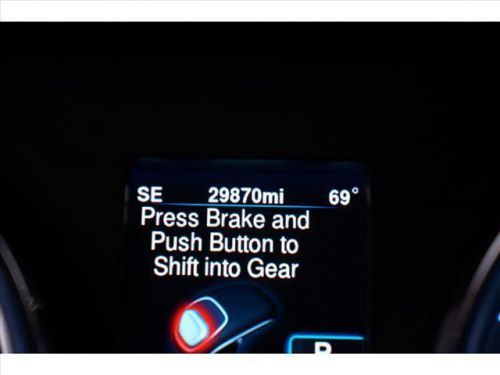 SE 29870mi 69°
Press Brake and
Push Button to
Shift into Gear
P